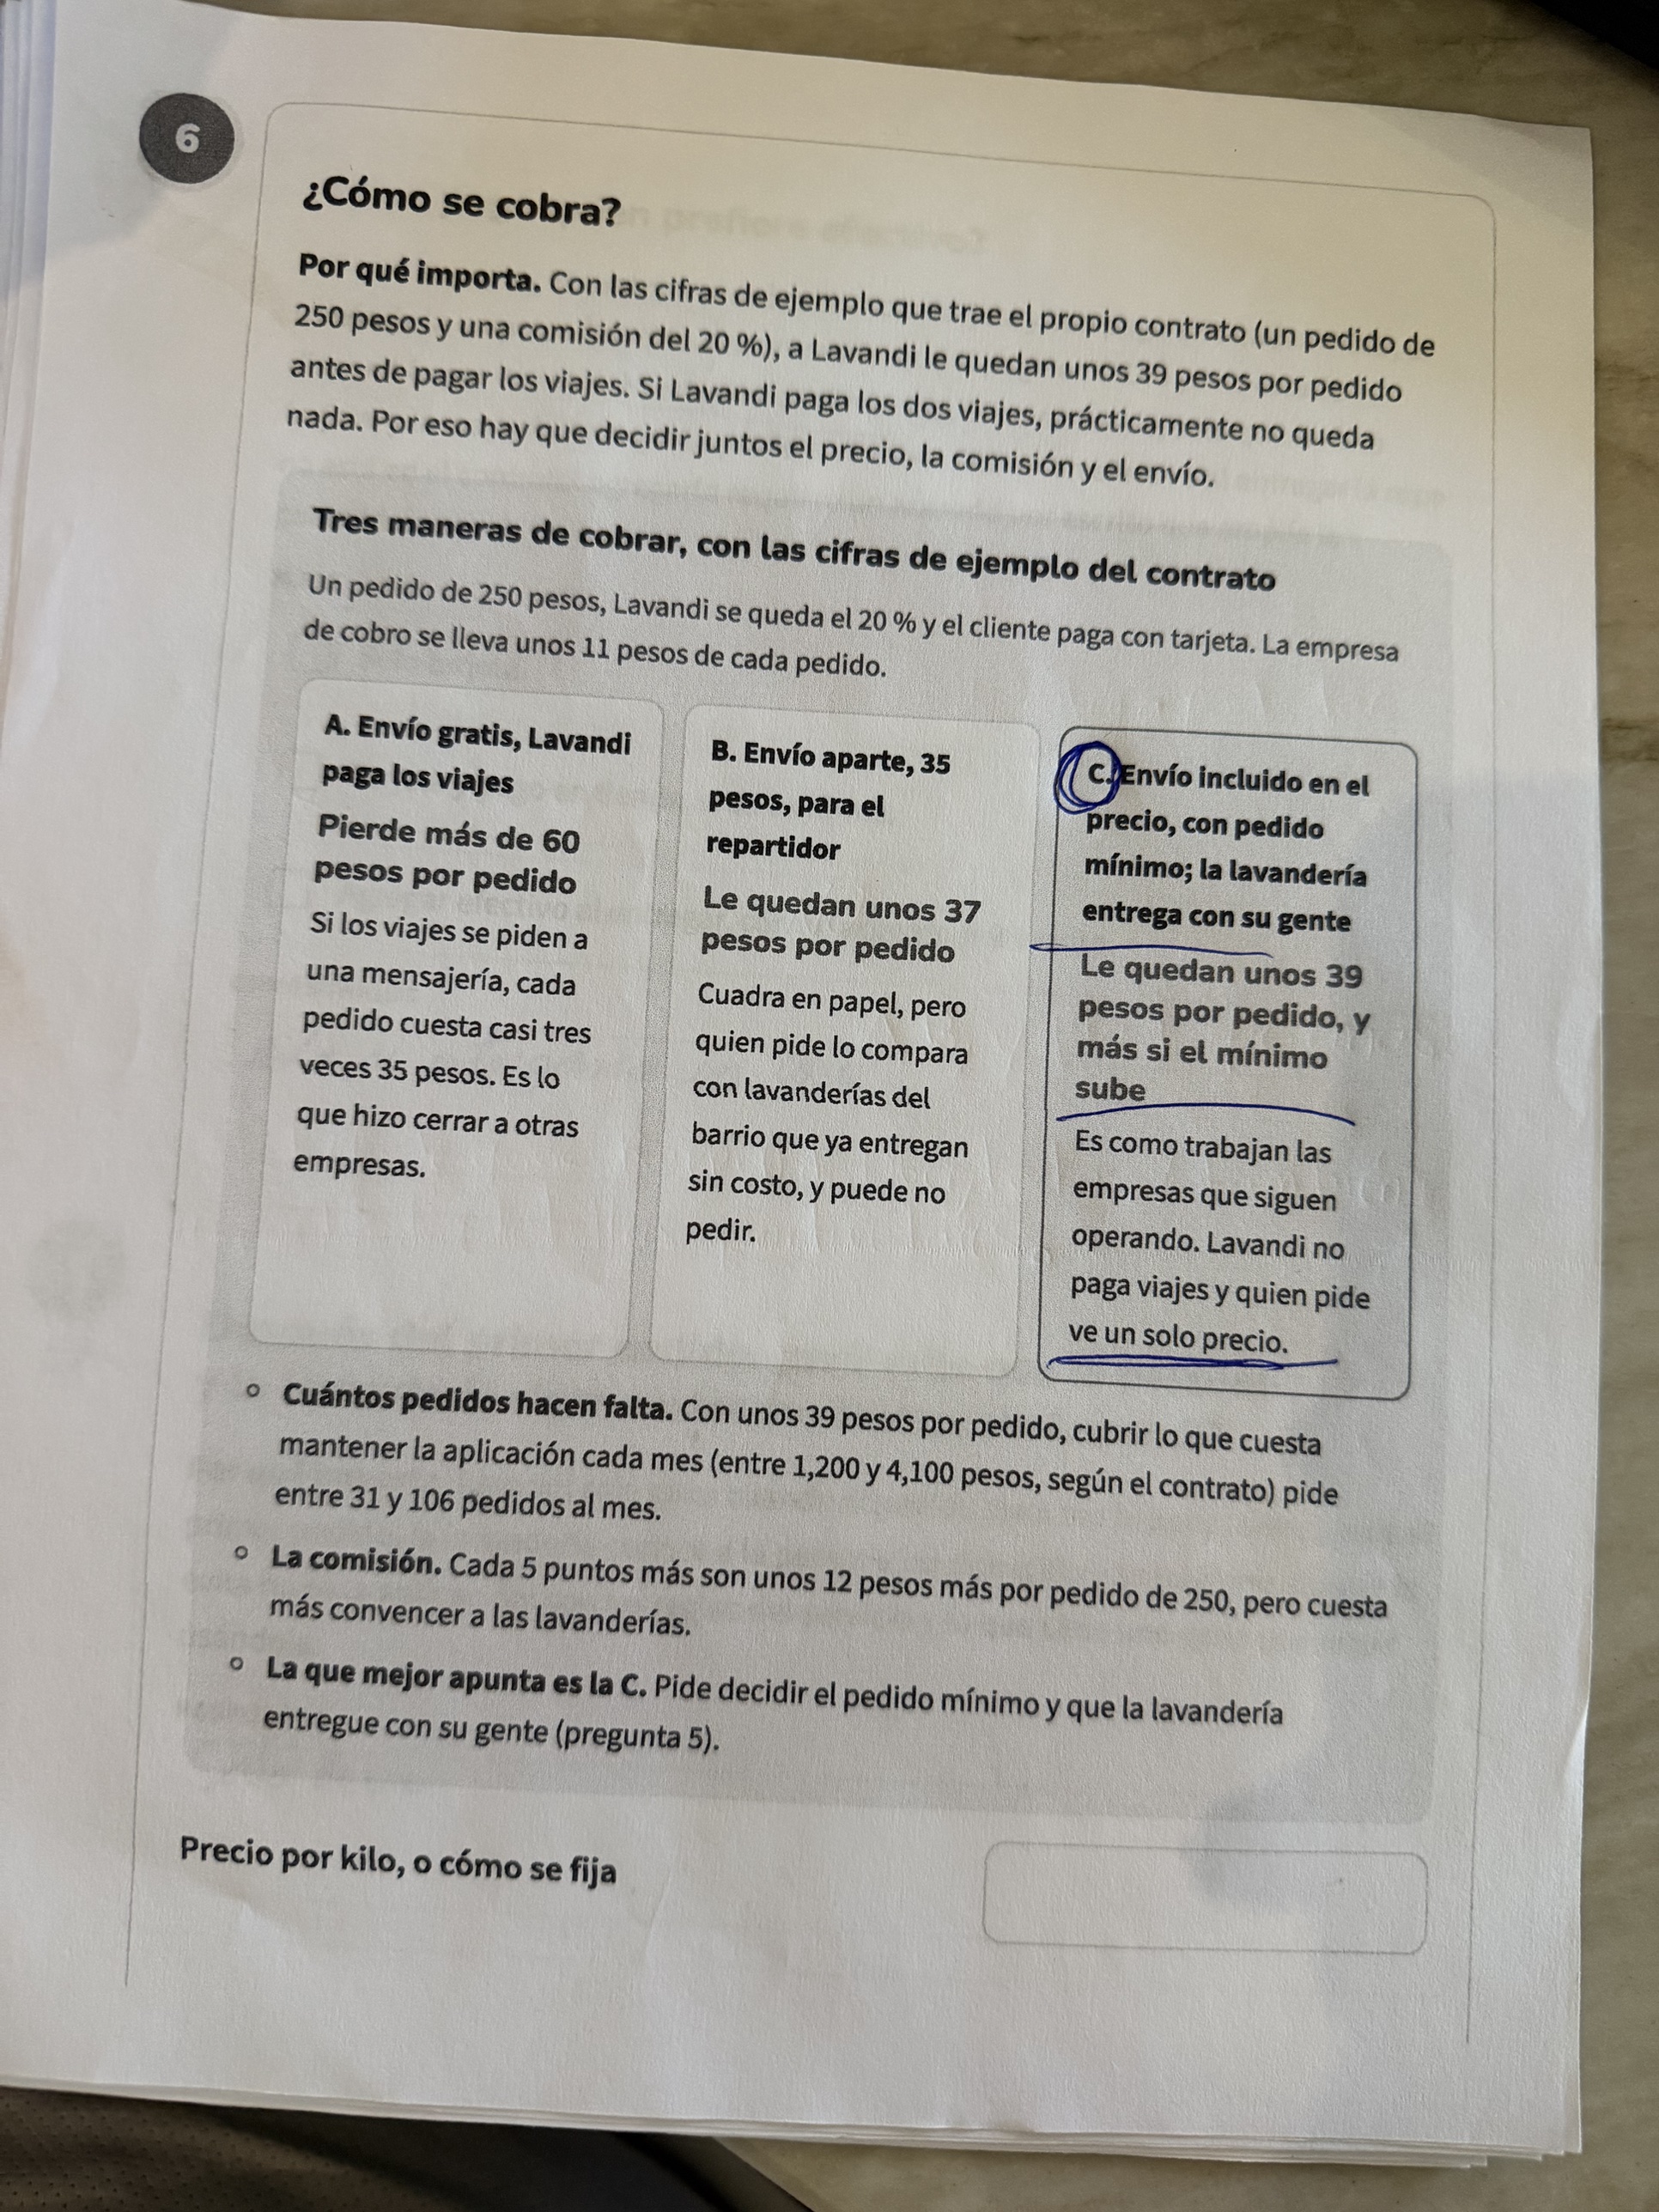 6
¿Cómo se cobra?
Por qué importa. Con las cifras de ejemplo que trae el propio contrato (un pedido de
250 pesos y una comisión del 20 %), a Lavandi le quedan unos 39 pesos por pedido
antes de pagar los viajes. Si Lavandi paga los dos viajes, prácticamente no queda
nada. Por eso hay que decidir juntos el precio, la comisión y el envío.
Tres maneras de cobrar, con las cifras de ejemplo del contrato
Un pedido de 250 pesos, Lavandi se queda el 20 % y el cliente paga con tarjeta. La empresa
de cobro se lleva unos 11 pesos de cada pedido.
A. Envío gratis, Lavandi
paga los viajes
Pierde más de 60
pesos por pedido
Si los viajes se piden a
una mensajería, cada
pedido cuesta casi tres
veces 35 pesos. Es lo
que hizo cerrar a otras
empresas.
B. Envío aparte, 35
pesos, para el
repartidor
Le quedan unos 37
pesos por pedido
Cuadra en papel, pero
quien pide lo compara
con lavanderías del
barrio que ya entregan
sin costo, y puede no
pedir.
C. Envío incluido en el
precio, con pedido
mínimo; la lavandería
entrega con su gente
Le quedan unos 39
pesos por pedido, y
más si el mínimo
sube
Es como trabajan las
empresas que siguen
operando. Lavandi no
paga viajes y quien pide
ve un solo precio.
Cuántos pedidos hacen falta. Con unos 39 pesos por pedido, cubrir lo que cuesta
mantener la aplicación cada mes (entre 1,200 y 4,100 pesos, según el contrato) pide
entre 31 y 106 pedidos al mes.
La comisión. Cada 5 puntos más son unos 12 pesos más por pedido de 250, pero cuesta
más convencer a las lavanderías.
La que mejor apunta es la C. Pide decidir el pedido mínimo y que la lavandería
entregue con su gente (pregunta 5).
Precio por kilo, o cómo se fija